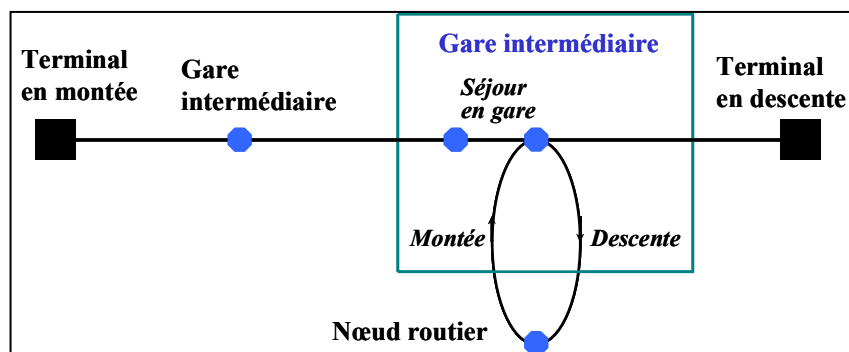 Terminal
en montée
Gare
intermédiaire
Gare intermédiaire
Séjour
en gare
Terminal
en descente
Montée
Descente
Nœud routier